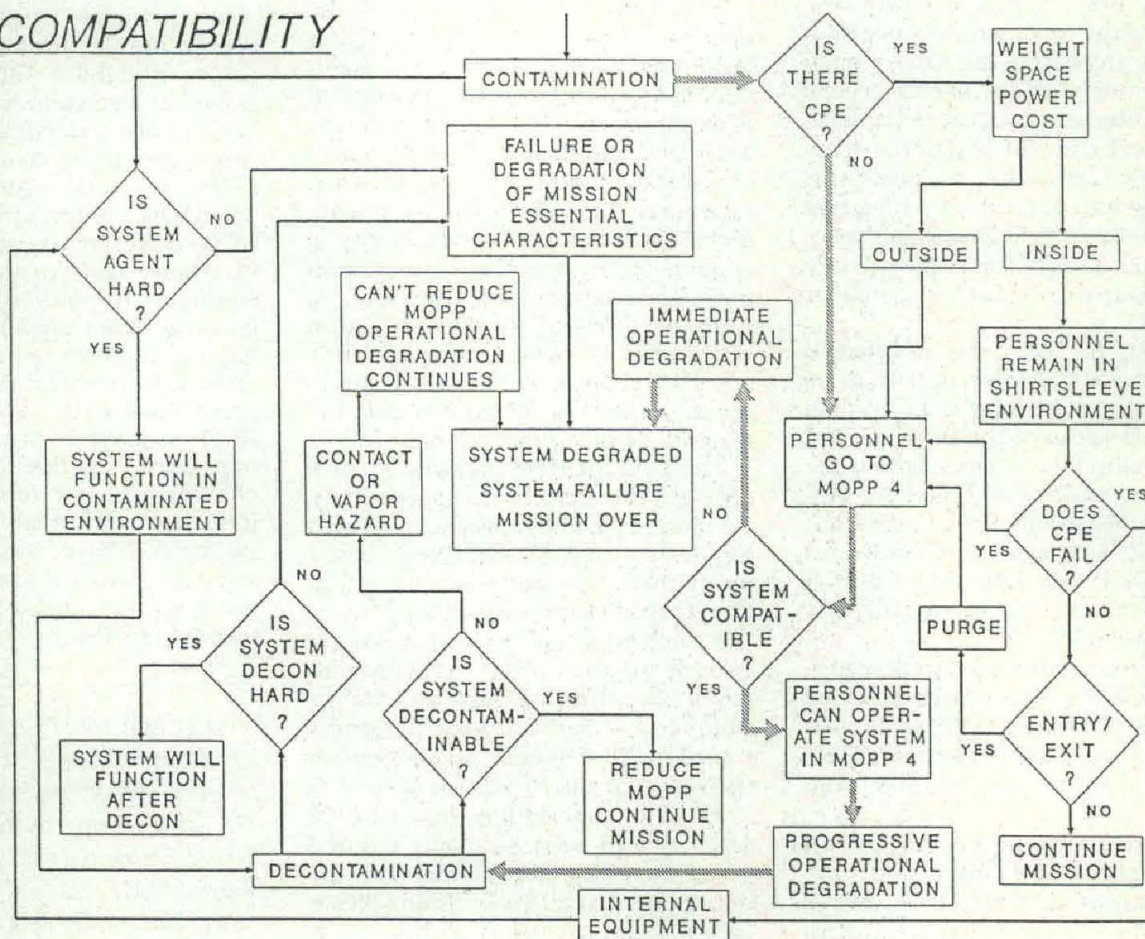 COMPATIBILITY
CONTAMINATION
IS
THERE
CPE
?
YES
NO
WEIGHT
SPACE
POWER
COST
FAILURE OR
DEGRADATION
OF MISSION
ESSENTIAL
CHARACTERISTICS
IS
SYSTEM
AGENT
HARD
?
NO
YES
OUTSIDE
INSIDE
CAN'T REDUCE
MOPP
OPERATIONAL
DEGRADATION
CONTINUES
IMMEDIATE
OPERATIONAL
DEGRADATION
PERSONNEL
REMAIN IN
SHIRTSLEEVE
ENVIRONMENT
SYSTEM WILL
FUNCTION IN
CONTAMINATED
ENVIRONMENT
CONTACT
OR
VAPOR
HAZARD
SYSTEM DEGRADED
SYSTEM FAILURE
MISSION OVER
PERSONNEL
GO TO
MOPP 4
DOES
CPE
FAIL
?
YES
YES
NO
IS
SYSTEM
COMPAT-
IBLE
?
NO
YES
PURGE
IS
SYSTEM
DECON
HARD
?
NO
YES
IS
SYSTEM
DECONTAM-
INABLE
?
NO
YES
PERSONNEL
CAN OPER-
ATE SYSTEM
IN MOPP 4
ENTRY/
EXIT
?
YES
NO
SYSTEM WILL
FUNCTION
AFTER
DECON
REDUCE
MOPP
CONTINUE
MISSION
DECONTAMINATION
PROGRESSIVE
OPERATIONAL
DEGRADATION
CONTINUE
MISSION
INTERNAL
EQUIPMENT